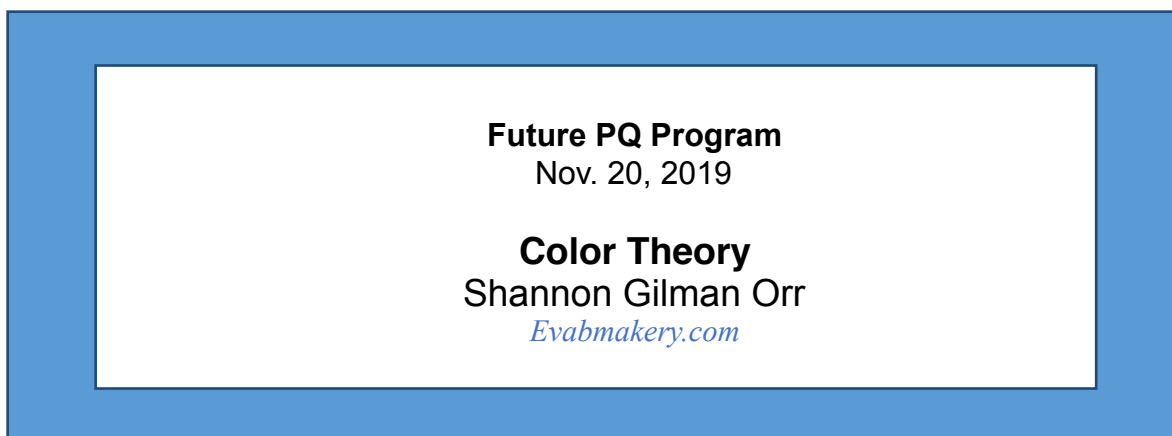 Future PQ Program
Nov. 20, 2019
Color Theory
Shannon Gilman Orr
Evabmakery.com